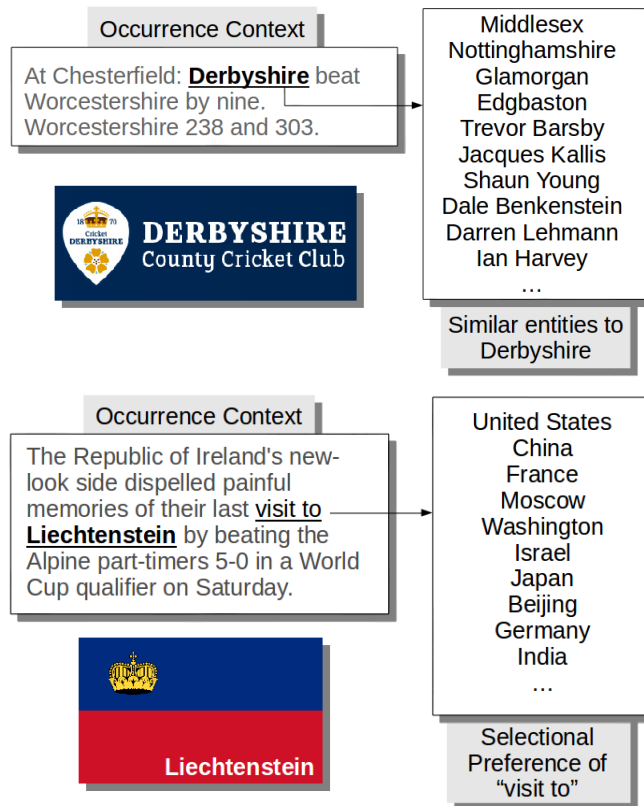 Occurrence Context
At Chesterfield: Derbyshire beat
Worcestershire by nine.
Worcestershire 238 and 303.
Middlesex
Nottinghamshire
Glamorgan
Edgbaston
Trevor Barsby
Jacques Kallis
Shaun Young
Dale Benkenstein
Darren Lehmann
Ian Harvey
...
18 70
Cricket
DERBYSHIRE
DERBYSHIRE
County Cricket Club
Similar entities to
Derbyshire
Occurrence Context
The Republic of Ireland's new-
look side dispelled painful
memories of their last visit to
Liechtenstein by beating the
Alpine part-timers 5-0 in a World
Cup qualifier on Saturday.
United States
China
France
Moscow
Washington
Israel
Japan
Beijing
Germany
India
...
Liechtenstein
Selectional
Preference of
“visit to”